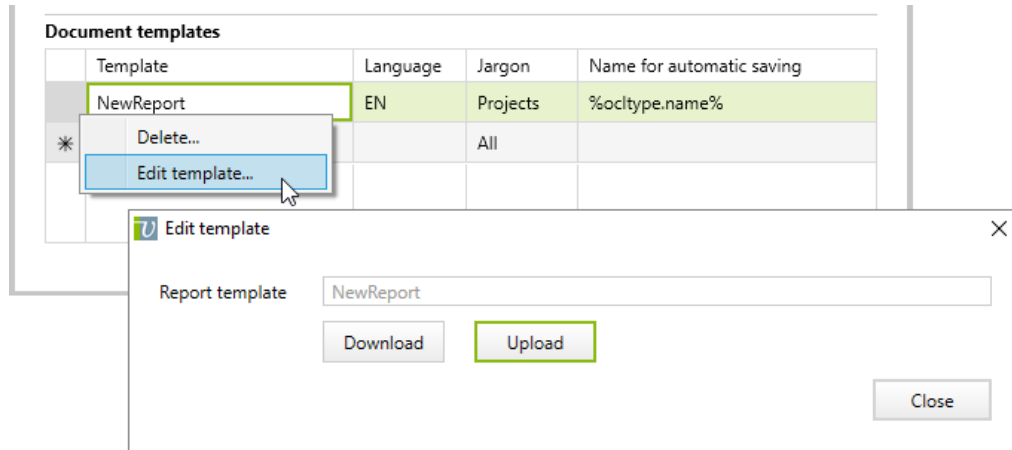 Document templates
Template Language Jargon Name for automatic saving
NewReport EN Projects %ocltype.name%
Delete... All
Edit template...
Edit template
Report template NewReport
Download Upload
Close